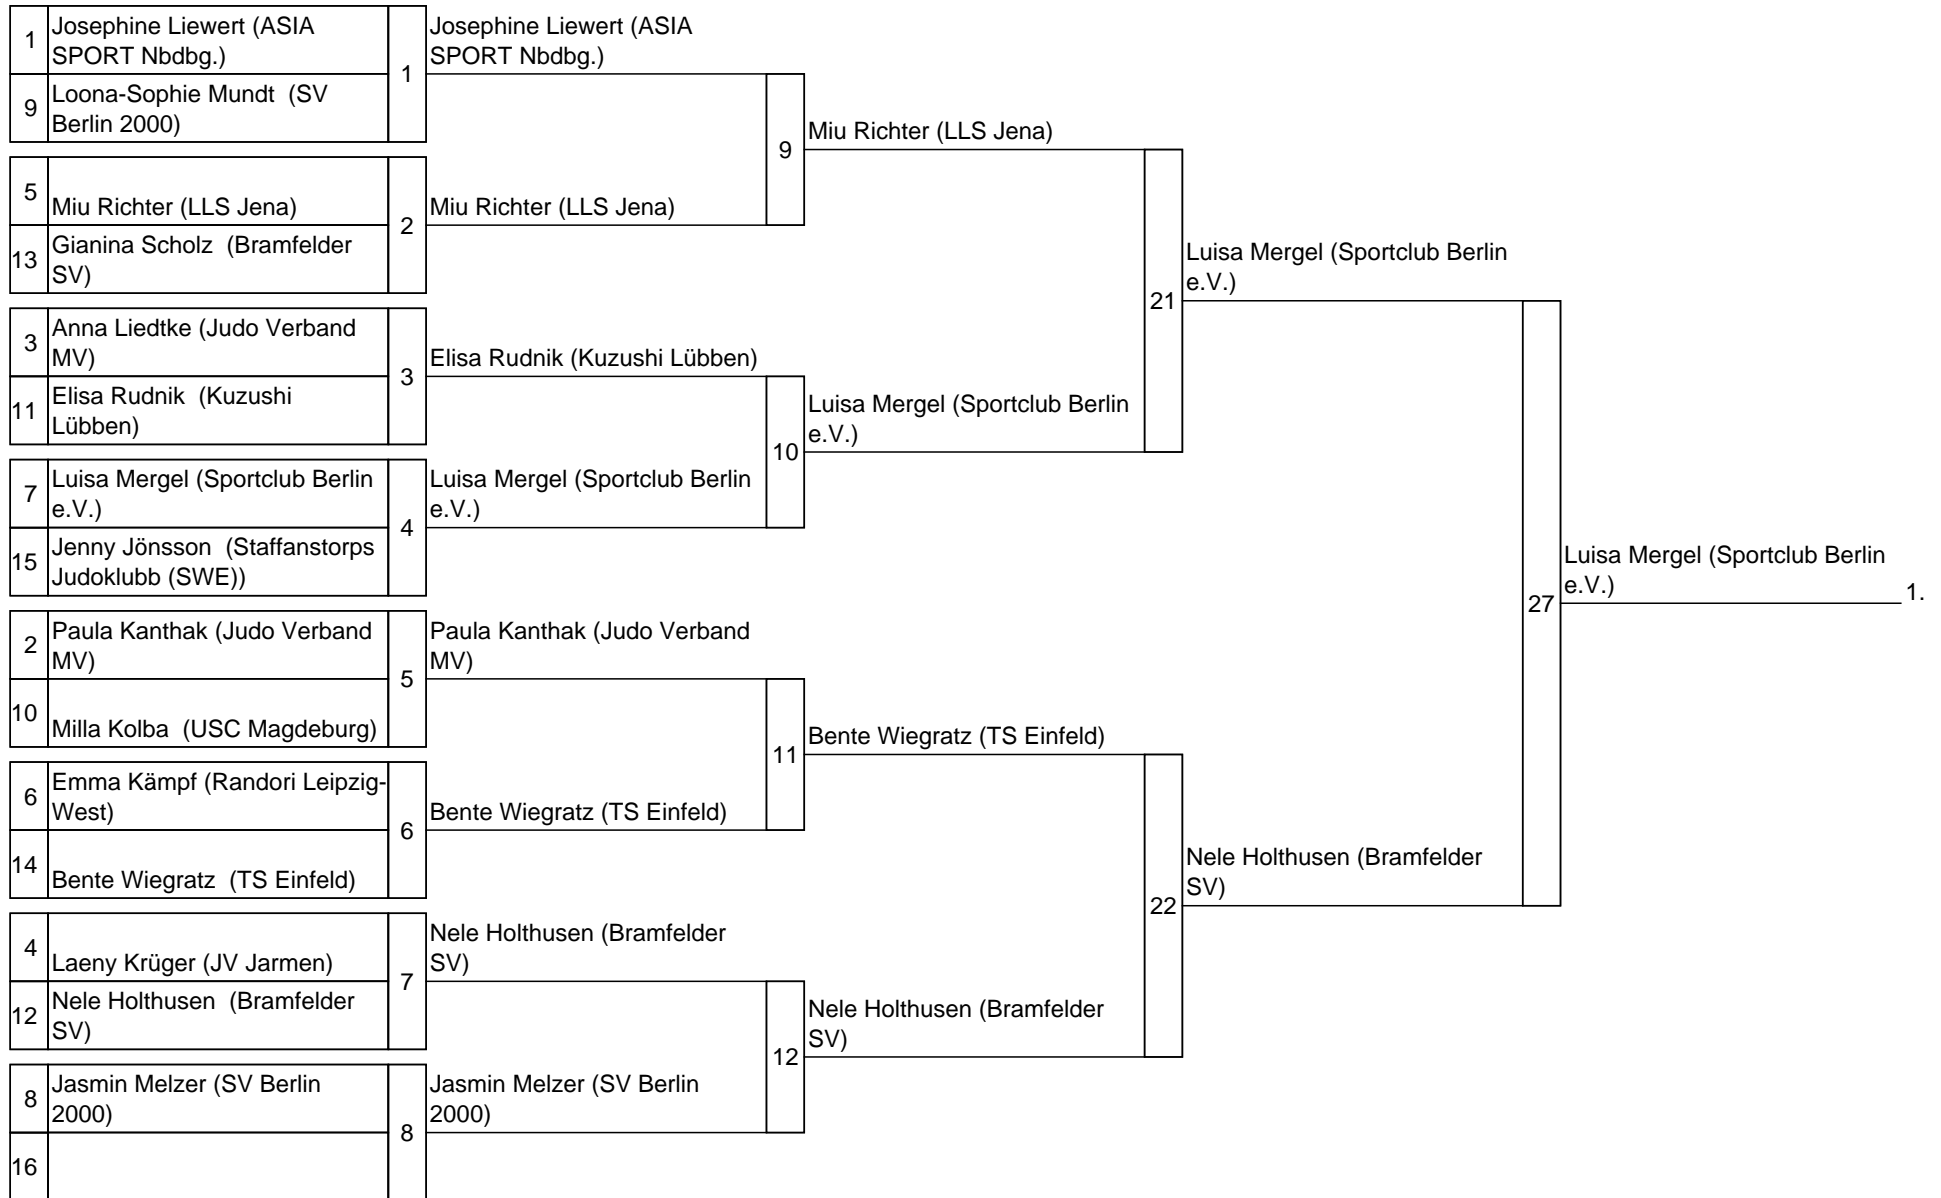 1
Josephine Liewert (ASIA
SPORT Nbdbg.)
9
Loona-Sophie Mundt  (SV
Berlin 2000)
1
5
Miu Richter (LLS Jena)
13
Gianina Scholz  (Bramfelder
SV)
2
3
Anna Liedtke (Judo Verband
MV)
11
Elisa Rudnik  (Kuzushi
Lübben)
3
7
Luisa Mergel (Sportclub Berlin
e.V.)
15
Jenny Jönsson  (Staffanstorps
Judoklubb (SWE))
4
2
Paula Kanthak (Judo Verband
MV)
10
Milla Kolba  (USC Magdeburg)
5
6
Emma Kämpf (Randori Leipzig-
West)
14
Bente Wiegratz  (TS Einfeld)
6
4
Laeny Krüger (JV Jarmen)
12
Nele Holthusen  (Bramfelder
SV)
7
8
Jasmin Melzer (SV Berlin
2000)
16
8
Josephine Liewert (ASIA
SPORT Nbdbg.)
Miu Richter (LLS Jena)
9
Elisa Rudnik (Kuzushi Lübben)
Luisa Mergel (Sportclub Berlin
e.V.)
10
Paula Kanthak (Judo Verband
MV)
Bente Wiegratz (TS Einfeld)
11
Nele Holthusen (Bramfelder
SV)
Jasmin Melzer (SV Berlin
2000)
12
Miu Richter (LLS Jena)
Luisa Mergel (Sportclub Berlin
e.V.)
21
Bente Wiegratz (TS Einfeld)
Nele Holthusen (Bramfelder
SV)
22
Luisa Mergel (Sportclub Berlin
e.V.)
Nele Holthusen (Bramfelder
SV)
27
Luisa Mergel (Sportclub Berlin
e.V.)
1.